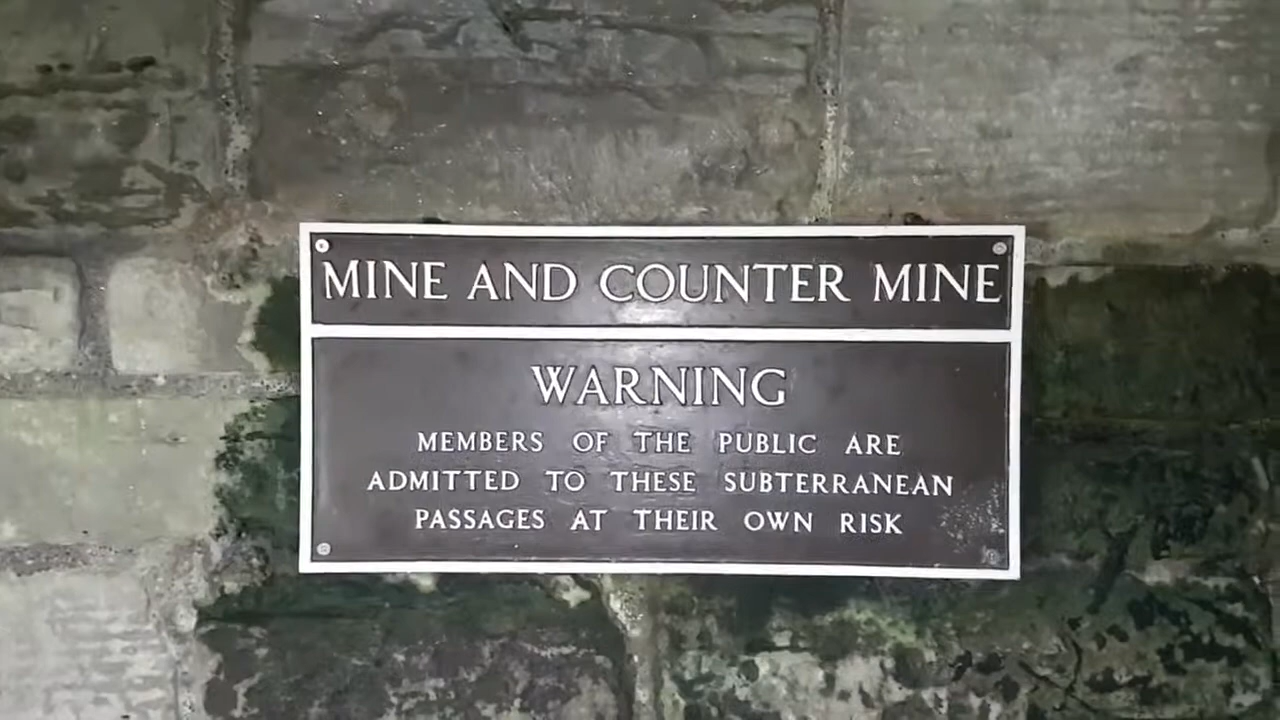 MINE AND COUNTER MINE
WARNING
MEMBERS OF THE PUBLIC ARE
ADMITTED TO THESE SUBTERRANEAN
PASSAGES AT THEIR OWN RISK